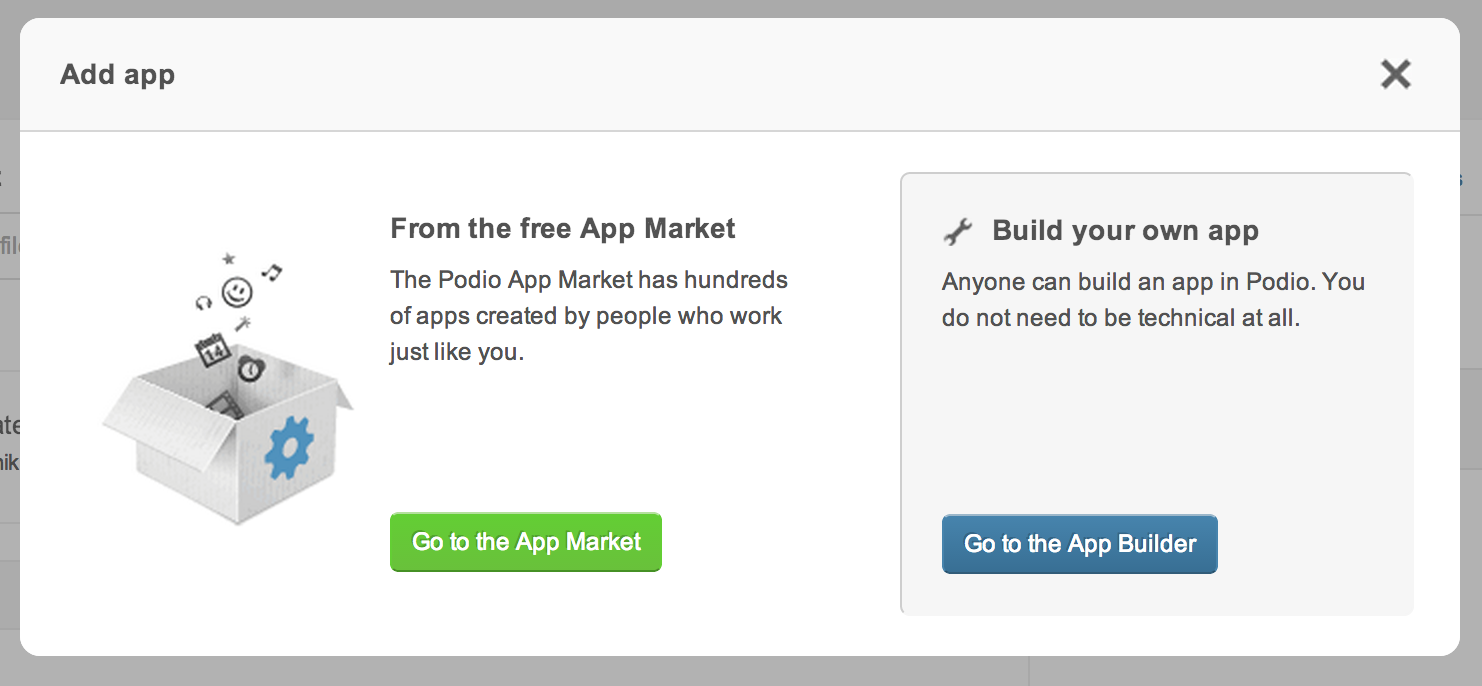 Add app
From the free App Market
The Podio App Market has hundreds
of apps created by people who work
just like you.
14
Go to the App Market
Build your own app
Anyone can build an app in Podio. You
do not need to be technical at all.
Go to the App Builder